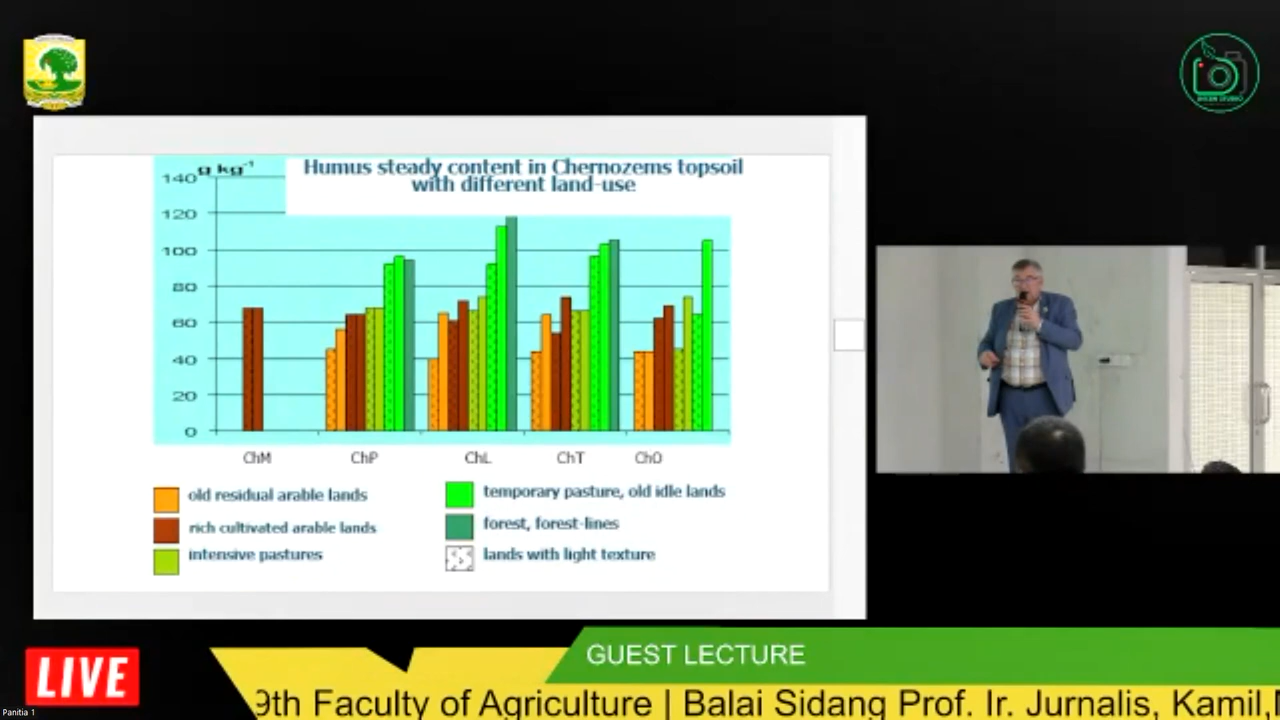 g kg⁻¹
Humus steady content in Chernozems topsoil
with different land-use
140
120
100
80
60
40
20
0
ChM ChP ChL ChT ChO
old residual arable lands
rich cultivated arable lands
intensive pastures
temporary pasture, old idle lands
forest, forest-lines
lands with light texture
LIVE
GUEST LECTURE
9th Faculty of Agriculture | Balai Sidang Prof. Ir. Jurnalis, Kamil,
Panitia 1